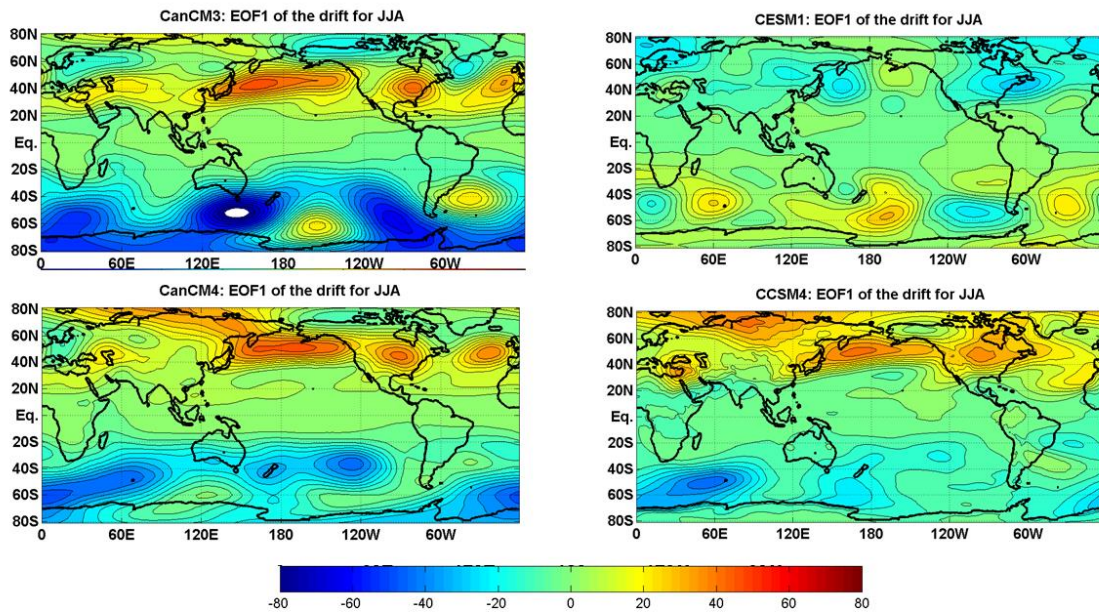 CanCM3: EOF1 of the drift for JJA
80N
60N
40N
20N
Eq.
20S
40S
60S
80S
0 60E 120E 180 120W 60W
CESM1: EOF1 of the drift for JJA
80N
60N
40N
20N
Eq.
20S
40S
60S
80S
0 60E 120E 180 120W 60W
CanCM4: EOF1 of the drift for JJA
80N
60N
40N
20N
Eq.
20S
40S
60S
80S
0 60E 120E 180 120W 60W
CCSM4: EOF1 of the drift for JJA
80N
60N
40N
20N
Eq.
20S
40S
60S
80S
0 60E 120E 180 120W 60W
-80 -60 -40 -20 0 20 40 60 80